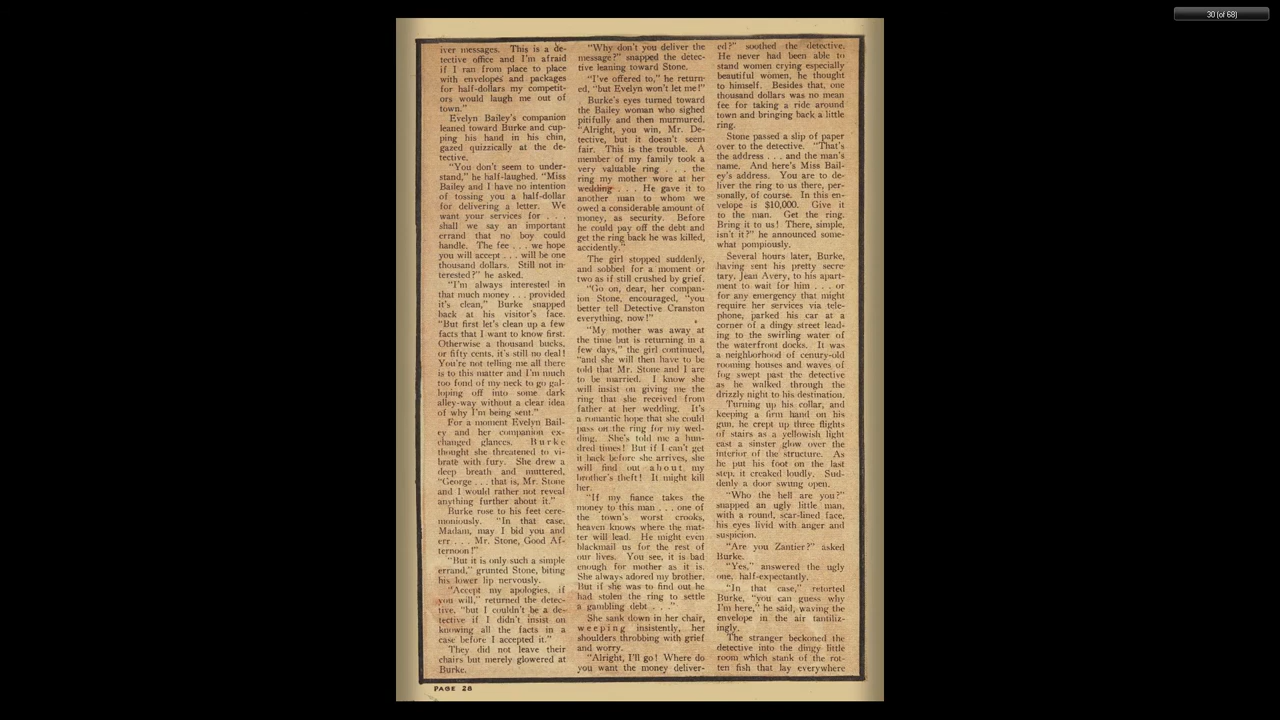 30 (of 68)
iver messages. This is a de-
tective office and I'm afraid
if I ran from place to place
with envelopes and packages
for half-dollars my competit-
ors would laugh me out of
town."
Evelyn Bailey's companion
leaned toward Burke and cup-
ping his hand in his chin,
gazed quizzically at the de-
tective.
"You don't seem to under-
stand," he half-laughed. "Miss
Bailey and I have no intention
of tossing you a half-dollar
for delivering a letter. We
want your services for . . .
shall we say an important
errand that no boy could
handle. The fee . . . we hope
you will accept . . . will be one
thousand dollars. Still not in-
terested?" he asked.
"I'm always interested in
that much money . . . provided
it's clean," Burke snapped
back at his visitor's face.
"But first let's clean up a few
facts that I want to know first.
Otherwise a thousand bucks,
or fifty cents, it's still no deal!
You're not telling me all there
is to this matter and I'm much
too fond of my neck to go gal-
loping off into some dark
alley-way without a clear idea
of why I'm being sent."
For a moment Evelyn Bail-
ey and her companion ex-
changed glances. Burke
thought she threatened to vi-
brate with fury. She drew a
deep breath and muttered,
"George . . . that is, Mr. Stone
and I would rather not reveal
anything further about it."
Burke rose to his feet cere-
moniously. "In that case,
Madam, may I bid you and
err . . . Mr. Stone, Good Af-
ternoon!"
"But it is only such a simple
errand," grunted Stone, biting
his lower lip nervously.
"Accept my apologies, if
you will," returned the detec-
tive, "but I couldn't be a de-
tective if I didn't insist on
knowing all the facts in a
case before I accepted it."
They did not leave their
chairs but merely glowered at
Burke.
"Why don't you deliver the
message?" snapped the detec-
tive leaning toward Stone.
"I've offered to," he return-
ed, "but Evelyn won't let me!"
Burke's eyes turned toward
the Bailey woman who sighed
pitifully and then murmured.
"Alright, you win, Mr. De-
tective, but it doesn't seem
fair. This is the trouble. A
member of my family took a
very valuable ring . . . the
ring my mother wore at her
wedding . . . He gave it to
another man to whom we
owed a considerable amount of
money, as security. Before
he could pay off the debt and
get the ring back he was killed,
accidently."
The girl stopped suddenly,
and sobbed for a moment or
two as if still crushed by grief.
"Go on, dear, her compan-
ion Stone, encouraged, "you
better tell Detective Cranston
everything, now!"
"My mother was away at
the time but is returning in a
few days," the girl continued,
"and she will then have to be
told that Mr. Stone and I are
to be married. I know she
will insist on giving me the
ring that she received from
father at her wedding. It's
a romantic hope that she could
pass on the ring for my wed-
ding. She's told me a hun-
dred times! But if I can't get
it back before she arrives, she
will find out about my
brother's theft! It might kill
her.
"If my fiance takes the
money to this man . . . one of
the town's worst crooks,
heaven knows where the mat-
ter will lead. He might even
blackmail us for the rest of
our lives. You see, it is bad
enough for mother as it is.
She always adored my brother.
But if she was to find out he
had stolen the ring to settle
a gambling debt . . ."
She sank down in her chair,
weeping insistently, her
shoulders throbbing with grief
and worry.
"Alright, I'll go! Where do
you want the money deliver-
ed?" soothed the detective.
He never had been able to
stand women crying especially
beautiful women, he thought
to himself. Besides that, one
thousand dollars was no mean
fee for taking a ride around
town and bringing back a little
ring.
Stone passed a slip of paper
over to the detective. "That's
the address . . . and the man's
name. And here's Miss Bail-
ey's address. You are to de-
liver the ring to us there, per-
sonally, of course. In this en-
velope is $10,000. Give it
to the man. Get the ring.
Bring it to us! There, simple,
isn't it?" he announced some-
what pompiously.
Several hours later, Burke,
having sent his pretty secre-
tary, Jean Avery, to his apart-
ment to wait for him . . . or
for any emergency that might
require her services via tele-
phone, parked his car at a
corner of a dingy street lead-
ing to the swirling water of
the waterfront docks. It was
a neighborhood of cenury-old
rooming houses and waves of
fog swept past the detective
as he walked through the
drizzly night to his destination.
Turning up his collar, and
keeping a firm hand on his
gun, he crept up three flights
of stairs as a yellowish light
cast a sinster glow over the
interior of the structure. As
he put his foot on the last
step, it creaked loudly. Sud-
denly a door swung open.
"Who the hell are you?"
snapped an ugly little man,
with a round, scar-lined face,
his eyes livid with anger and
suspicion.
"Are you Zantier?" asked
Burke.
"Yes," answered the ugly
one, half-expectantly.
"In that case," retorted
Burke, "you can guess why
I'm here," he said, waving the
envelope in the air tantiliz-
ingly.
The stranger beckoned the
detective into the dingy little
room which stank of the rot-
ten fish that lay everywhere
PAGE 28